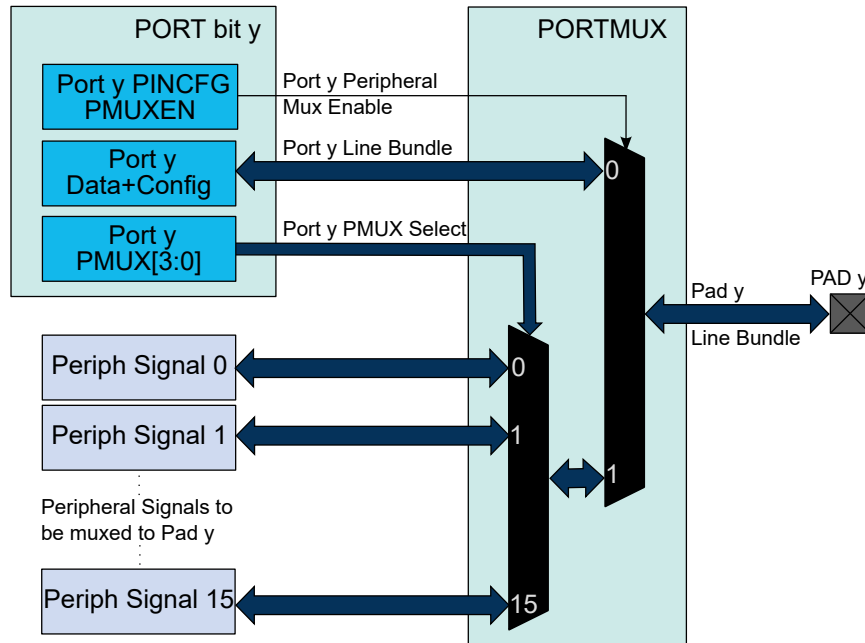 PORT bit y
PORTMUX
Port y PINCFG
PMUXEN
Port y Peripheral
Mux Enable
Port y
Data+Config
Port y Line Bundle
0
Port y
PMUX[3:0]
Port y PMUX Select
Pad y
Line Bundle
PAD y
Periph Signal 0
0
Periph Signal 1
1
1
Peripheral Signals to
be muxed to Pad y
Periph Signal 15
15